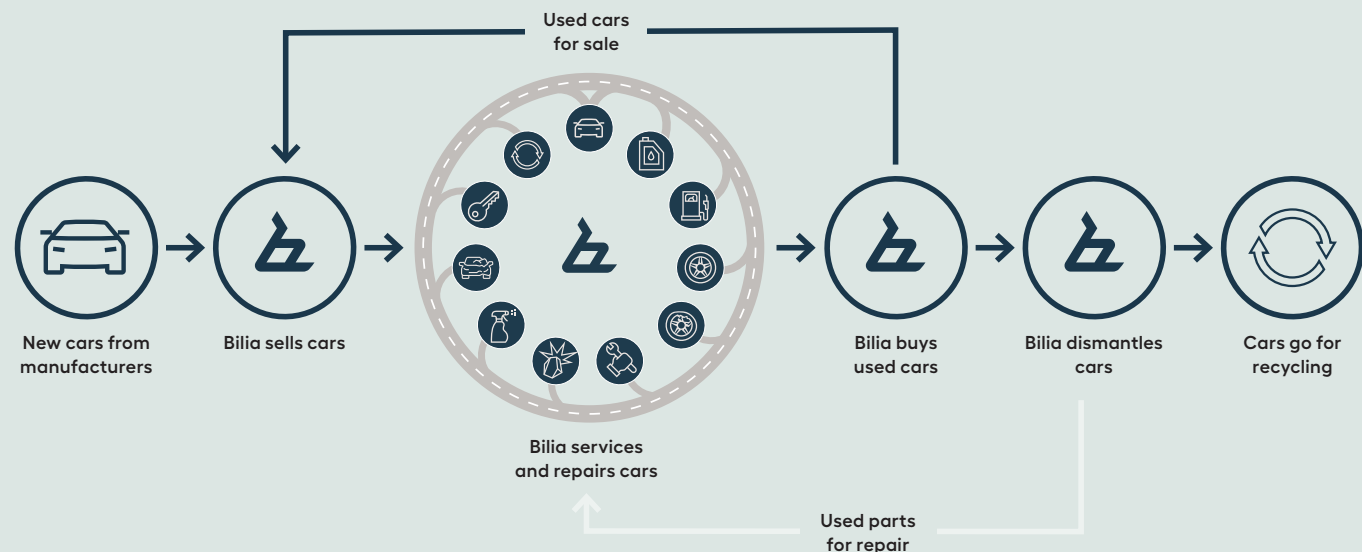 Used cars
for sale
New cars from
manufacturers
Bilia sells cars
Bilia services
and repairs cars
Bilia buys
used cars
Bilia dismantles
cars
Cars go for
recycling
Used parts
for repair